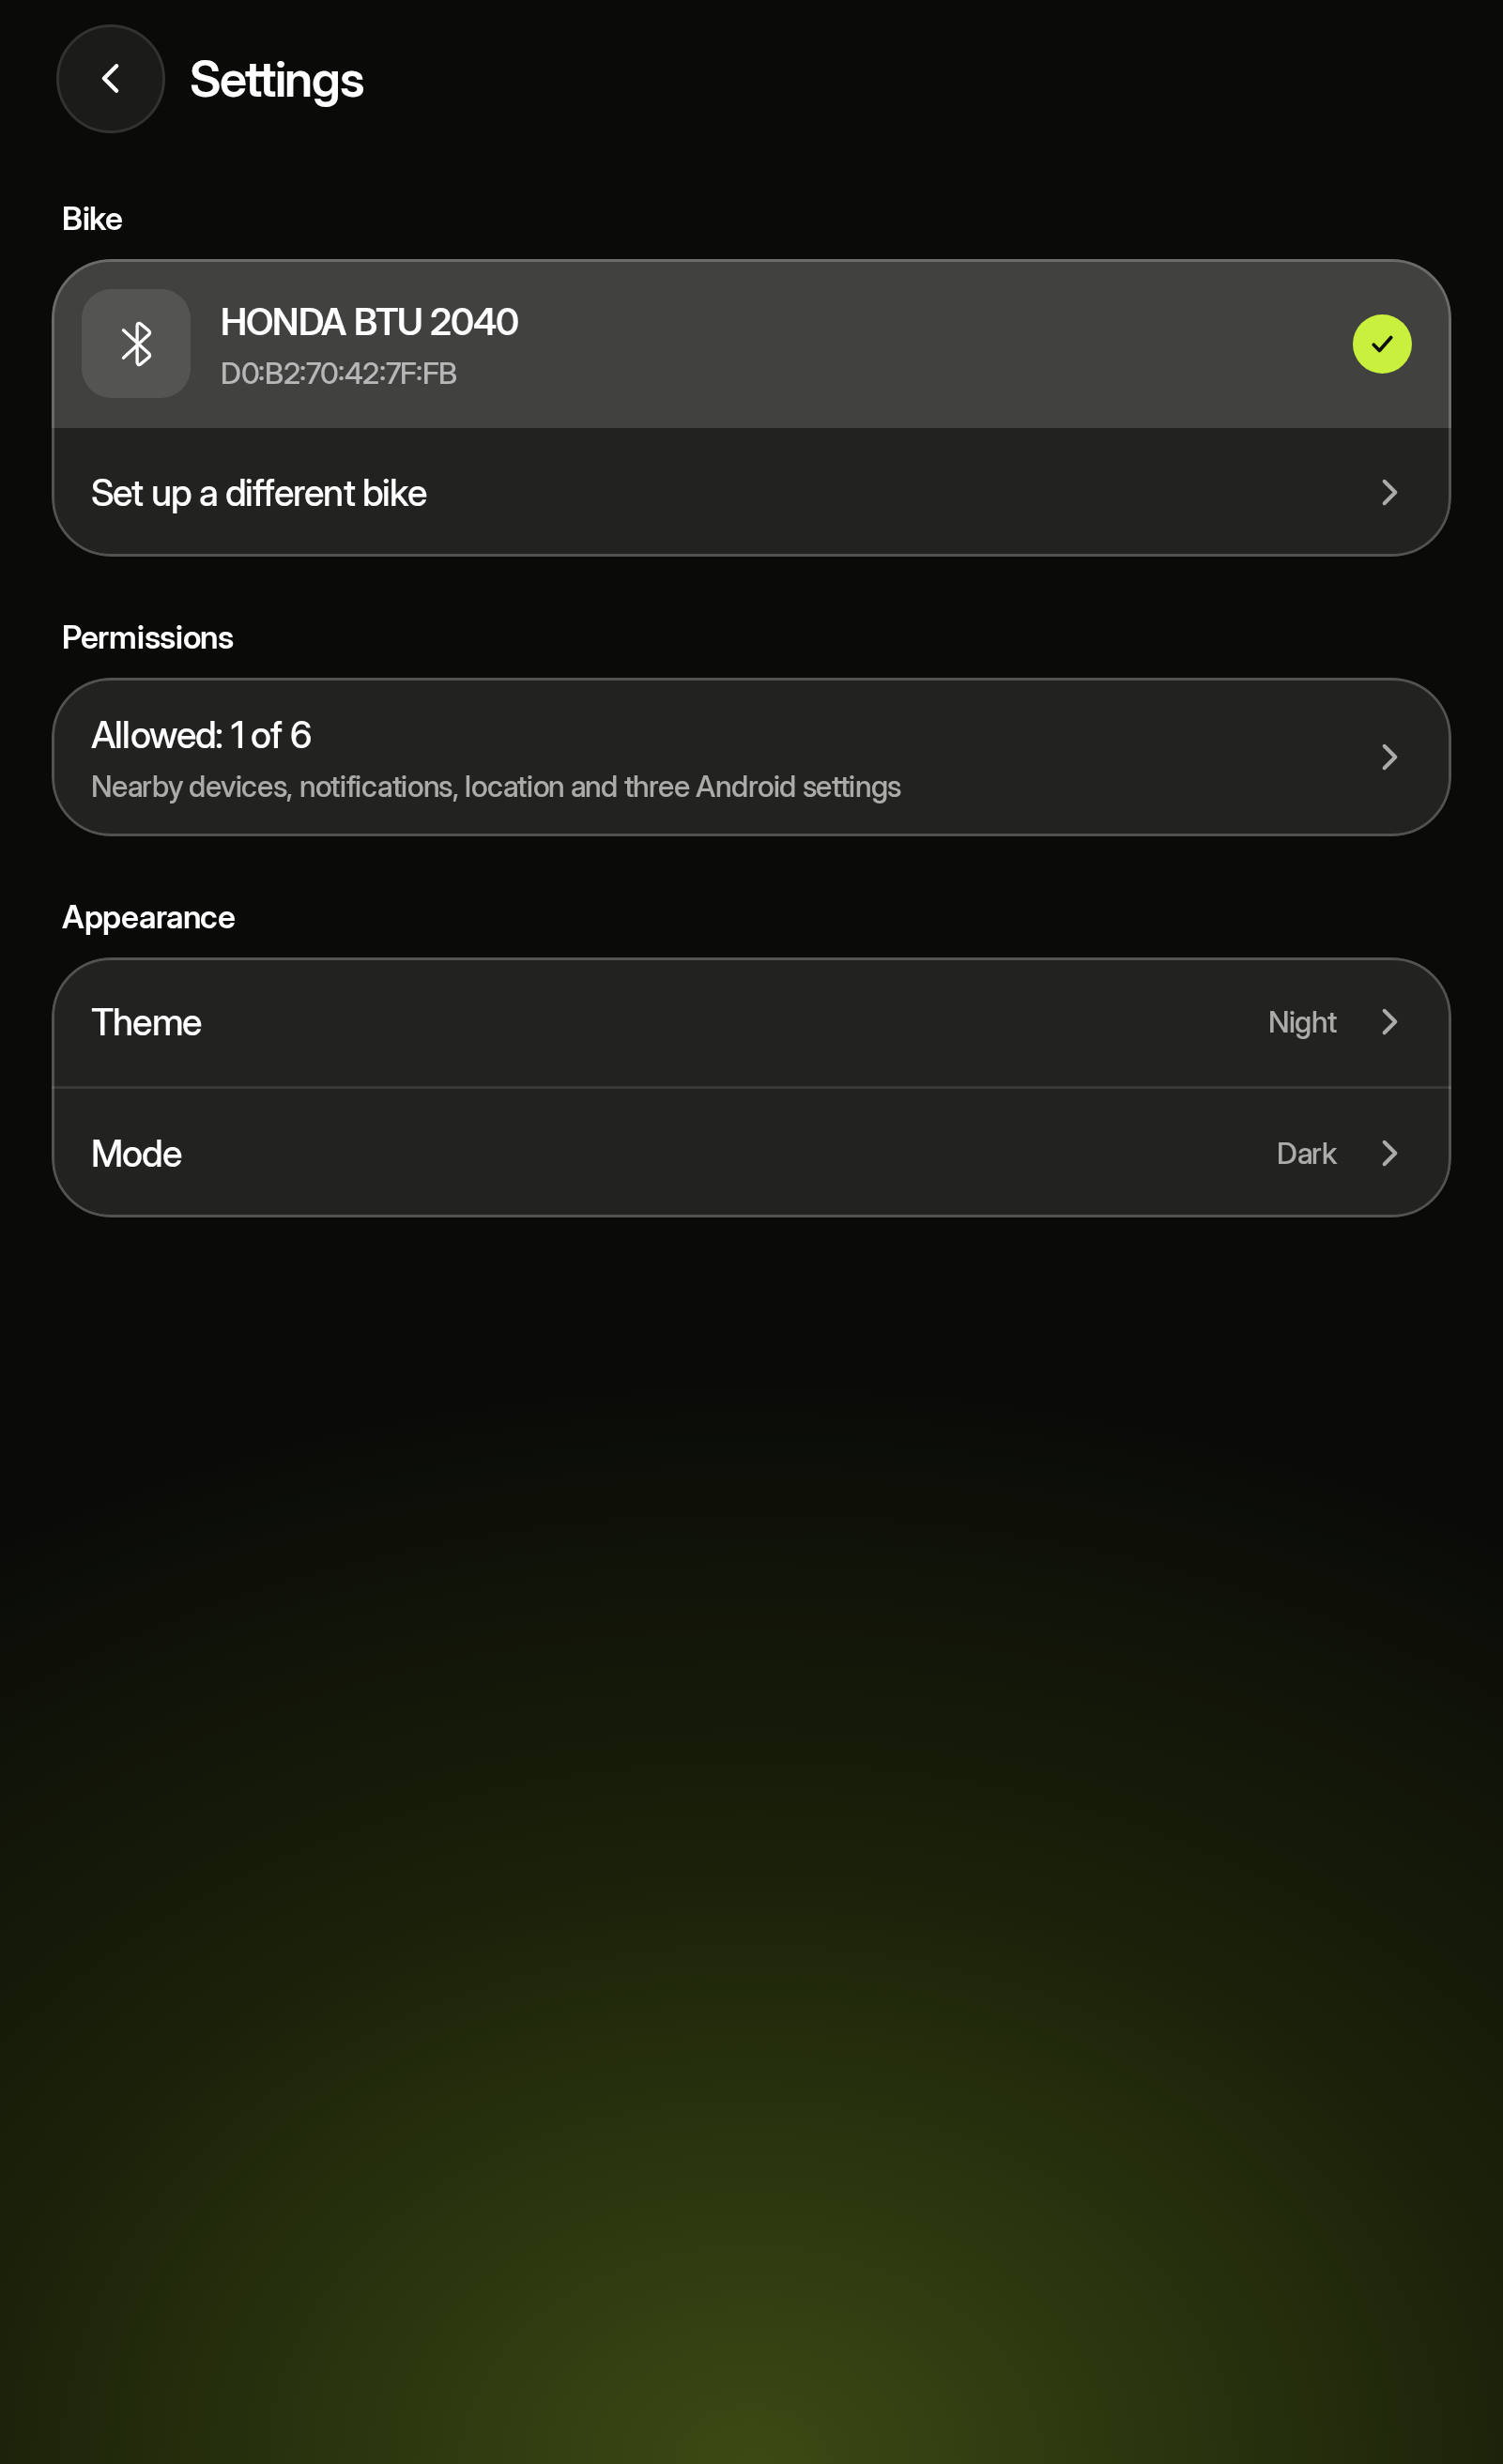 Settings
Bike
HONDA BTU 2040
D0:B2:70:42:7F:FB
Set up a different bike
Permissions
Allowed: 1 of 6
Nearby devices, notifications, location and three Android settings
Appearance
Theme
Night
Mode
Dark